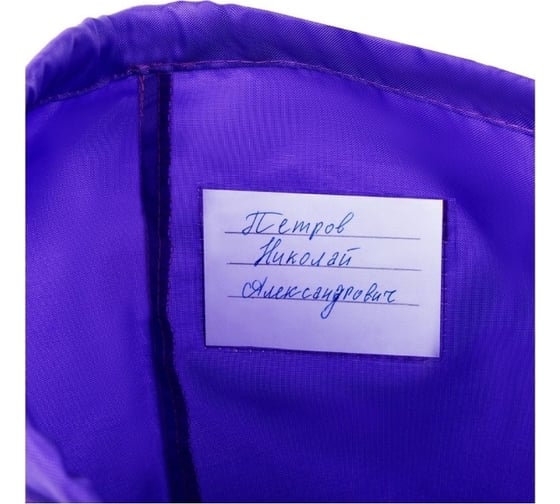 Петров
Николай
Александрович